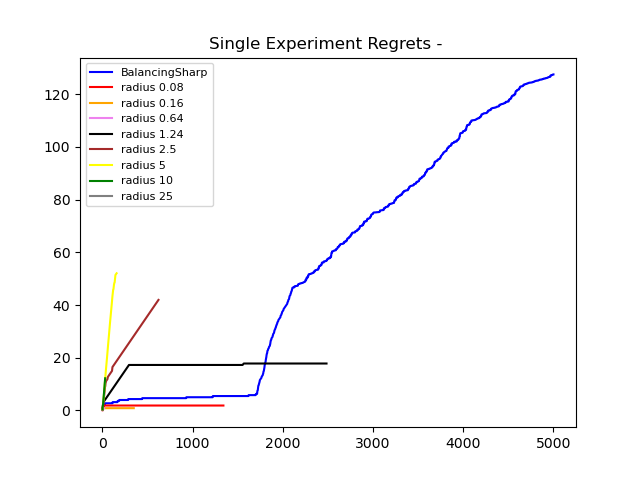 Single Experiment Regrets -
BalancingSharp
radius 0.08
radius 0.16
radius 0.64
radius 1.24
radius 2.5
radius 5
radius 10
radius 25
120
100
80
60
40
20
0
0 1000 2000 3000 4000 5000